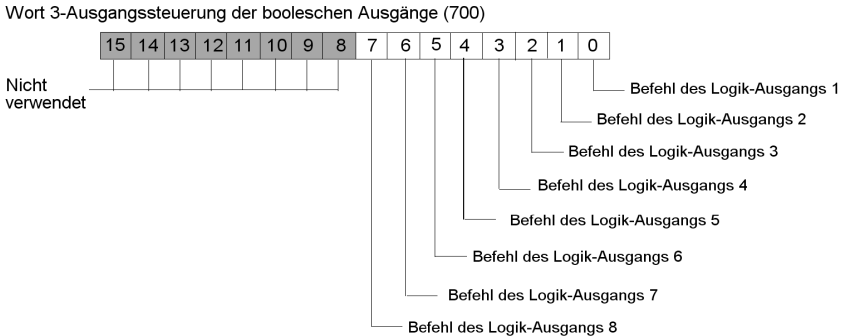 Wort 3-Ausgangssteuerung der booleschen Ausgänge (700)
15 14 13 12 11 10 9 8 7 6 5 4 3 2 1 0
Nicht
verwendet
Befehl des Logik-Ausgangs 1
Befehl des Logik-Ausgangs 2
Befehl des Logik-Ausgangs 3
Befehl des Logik-Ausgangs 4
Befehl des Logik-Ausgangs 5
Befehl des Logik-Ausgangs 6
Befehl des Logik-Ausgangs 7
Befehl des Logik-Ausgangs 8